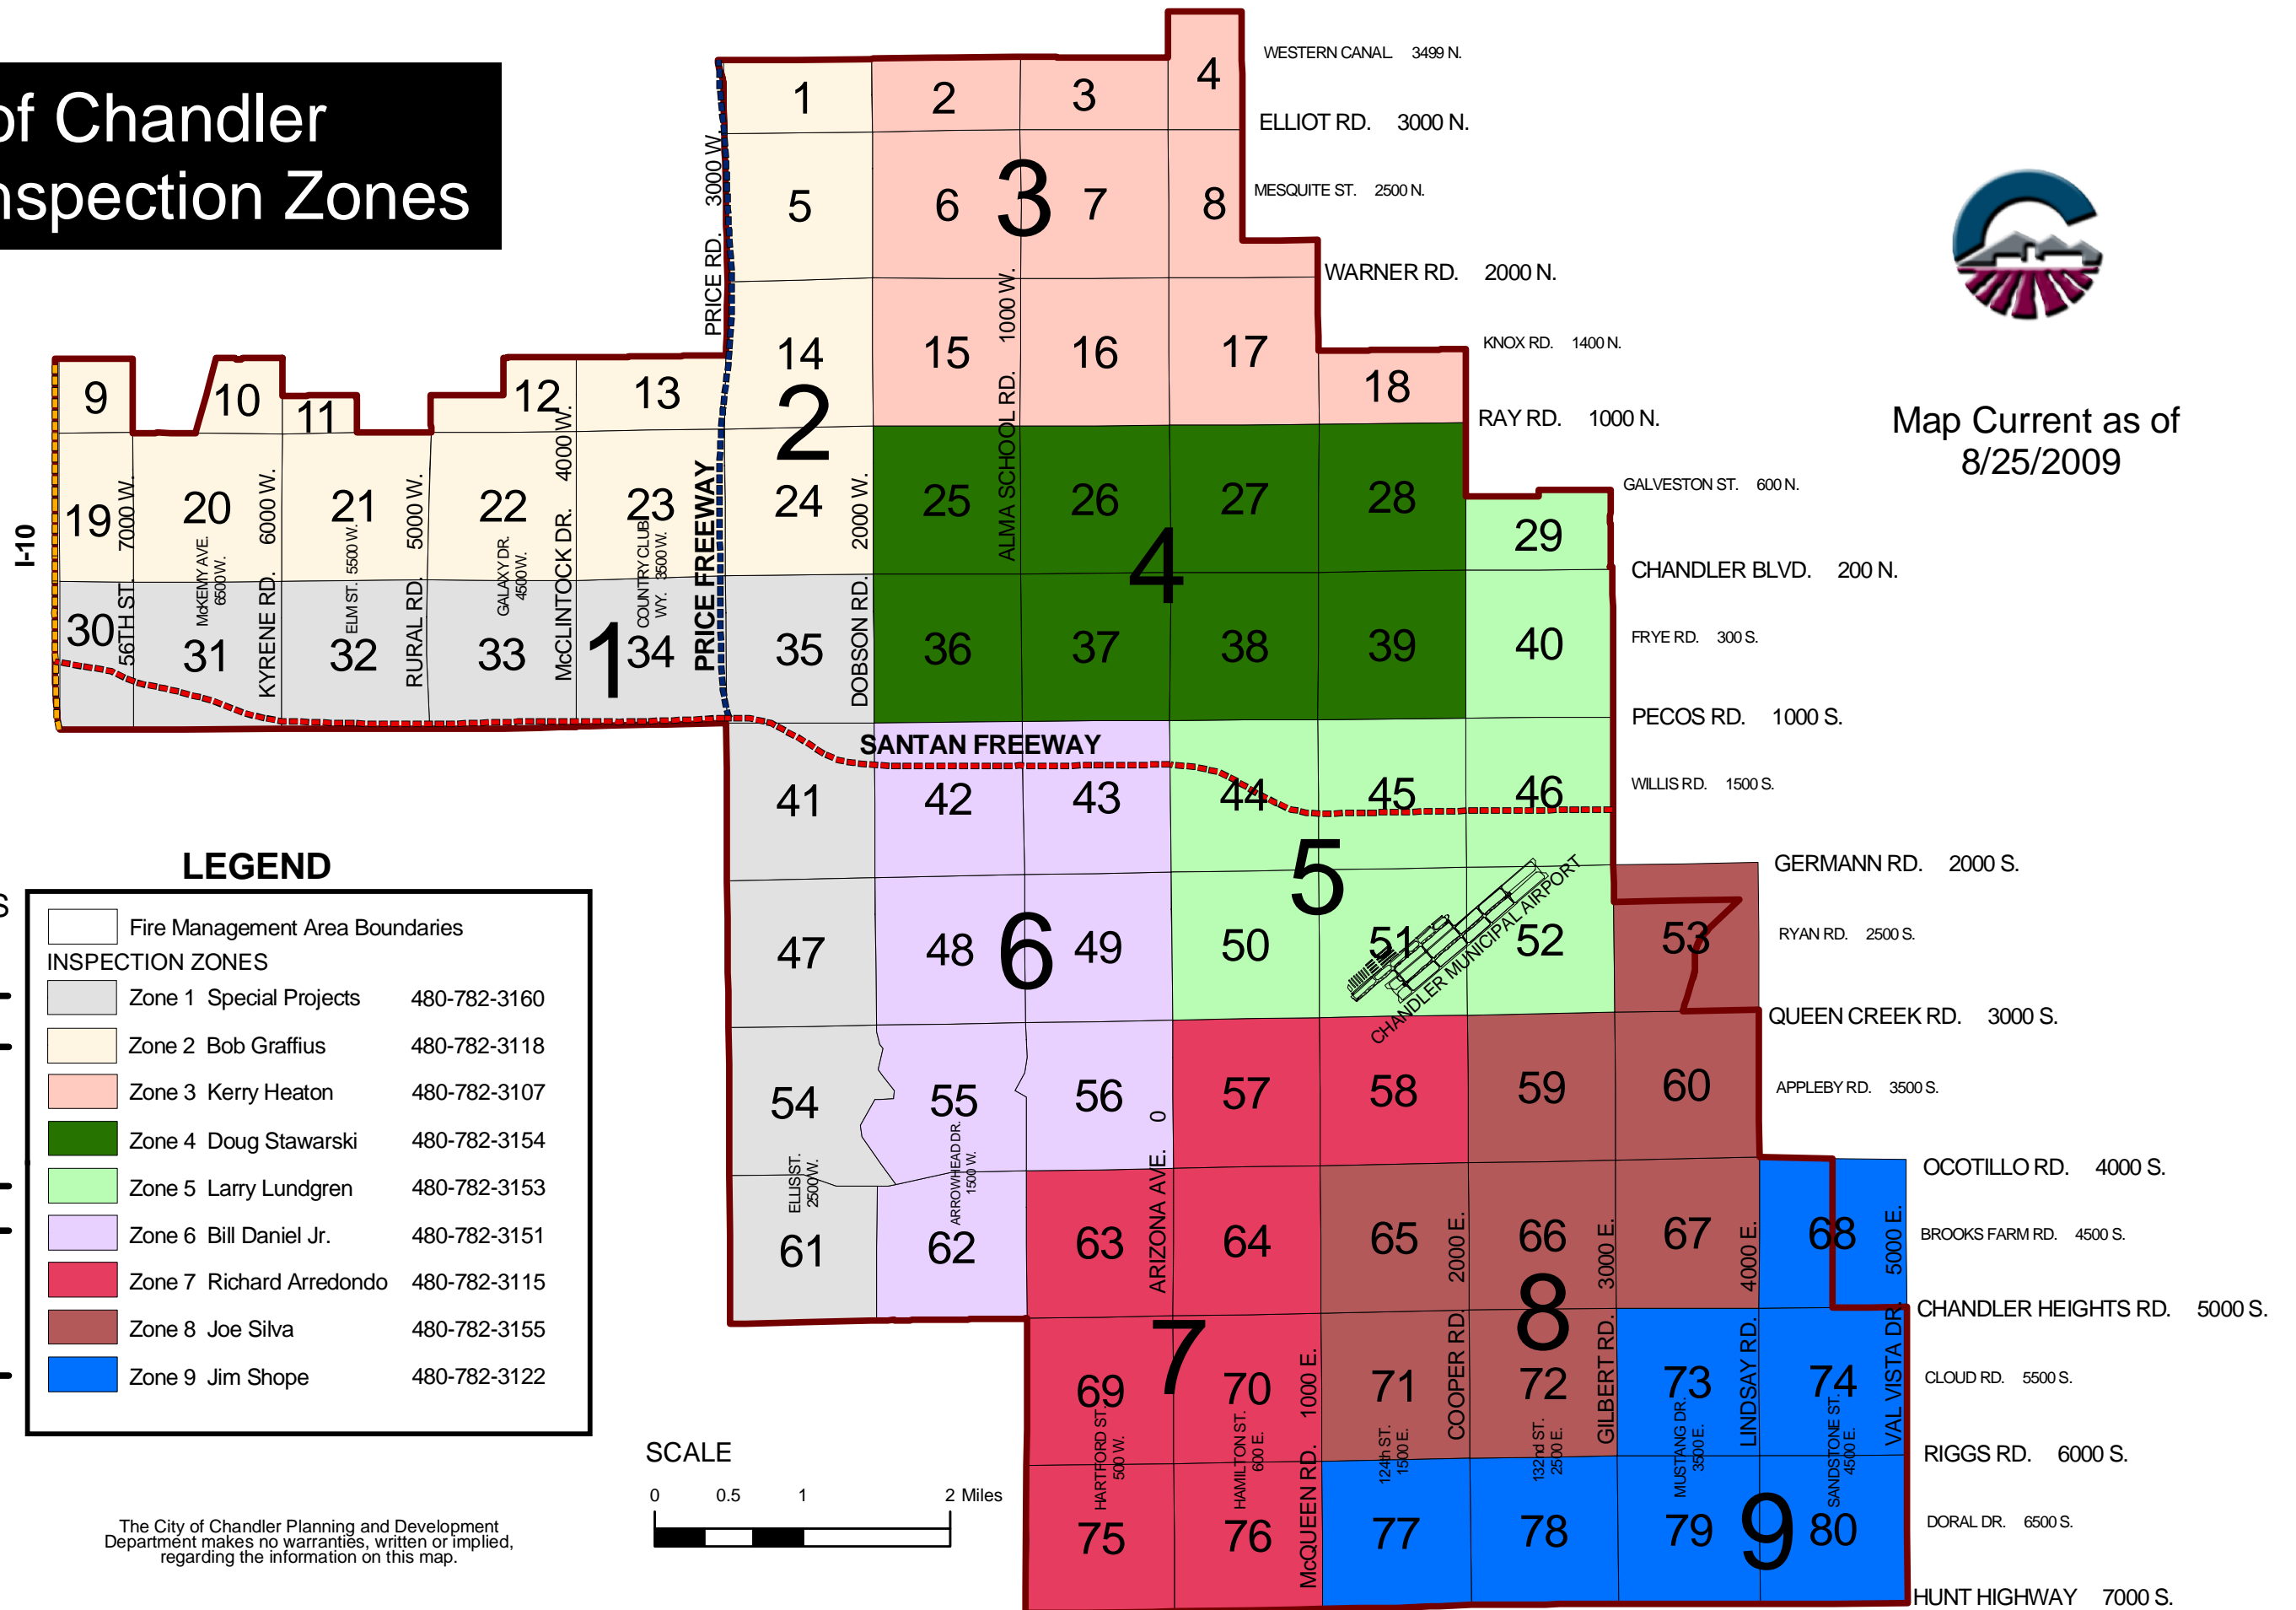 of Chandler
nspection Zones
WESTERN CANAL 3499 N.
ELLIOT RD. 3000 N.
MESQUITE ST. 2500 N.
WARNER RD. 2000 N.
KNOX RD. 1400 N.
RAY RD. 1000 N.
GALVESTON ST. 600 N.
CHANDLER BLVD. 200 N.
FRYE RD. 300 S.
PECOS RD. 1000 S.
WILLIS RD. 1500 S.
GERMANN RD. 2000 S.
RYAN RD. 2500 S.
QUEEN CREEK RD. 3000 S.
APPLEBY RD. 3500 S.
OCOTILLO RD. 4000 S.
BROOKS FARM RD. 4500 S.
CHANDLER HEIGHTS RD. 5000 S.
CLOUD RD. 5500 S.
RIGGS RD. 6000 S.
DORAL DR. 6500 S.
HUNT HIGHWAY 7000 S.
Map Current as of
8/25/2009
1 2 3 4
5 6 7 8
3
14 15 16 17 18
2
9 10 11 12 13
19 20 21 22 23 24 25 26 27 28 29
4
30 31 32 33 34 35 36 37 38 39 40
1
41 42 43 44 45 46
5
47 48 49 50 51 52 53
6
54 55 56 57 58 59 60
61 62 63 64 65 66 67 68
8
7
69 70 71 72 73 74
75 76 77 78 79 80
9
I-10
56TH ST. 7000 W.
McKEMY AVE.
6500 W.
KYRENE RD. 6000 W.
ELM ST. 5500 W.
RURAL RD. 5000 W.
GALAXY DR.
4500 W.
McCLINTOCK DR. 4000 W.
COUNTRY CLUB
WY. 3500 W.
PRICE FREEWAY
PRICE RD. 3000 W.
DOBSON RD. 2000 W.
ALMA SCHOOL RD. 1000 W.
SANTAN FREEWAY
CHANDLER MUNICIPAL AIRPORT
ELLIS ST.
2500 W.
ARROWHEAD DR.
1500 W.
ARIZONA AVE. 0
HARTFORD ST.
500 W.
HAMILTON ST.
600 E.
McQUEEN RD. 1000 E.
124th ST.
1500 E.
COOPER RD. 2000 E.
132nd ST.
2500 E.
GILBERT RD. 3000 E.
MUSTANG DR.
3500 E.
LINDSAY RD. 4000 E.
SANDSTONE ST.
4500 E.
VAL VISTA DR. 5000 E.
LEGEND
S
Fire Management Area Boundaries
INSPECTION ZONES
Zone 1 Special Projects 480-782-3160
Zone 2 Bob Graffius 480-782-3118
Zone 3 Kerry Heaton 480-782-3107
Zone 4 Doug Stawarski 480-782-3154
Zone 5 Larry Lundgren 480-782-3153
Zone 6 Bill Daniel Jr. 480-782-3151
Zone 7 Richard Arredondo 480-782-3115
Zone 8 Joe Silva 480-782-3155
Zone 9 Jim Shope 480-782-3122
SCALE
0 0.5 1 2 Miles
The City of Chandler Planning and Development
Department makes no warranties, written or implied,
regarding the information on this map.